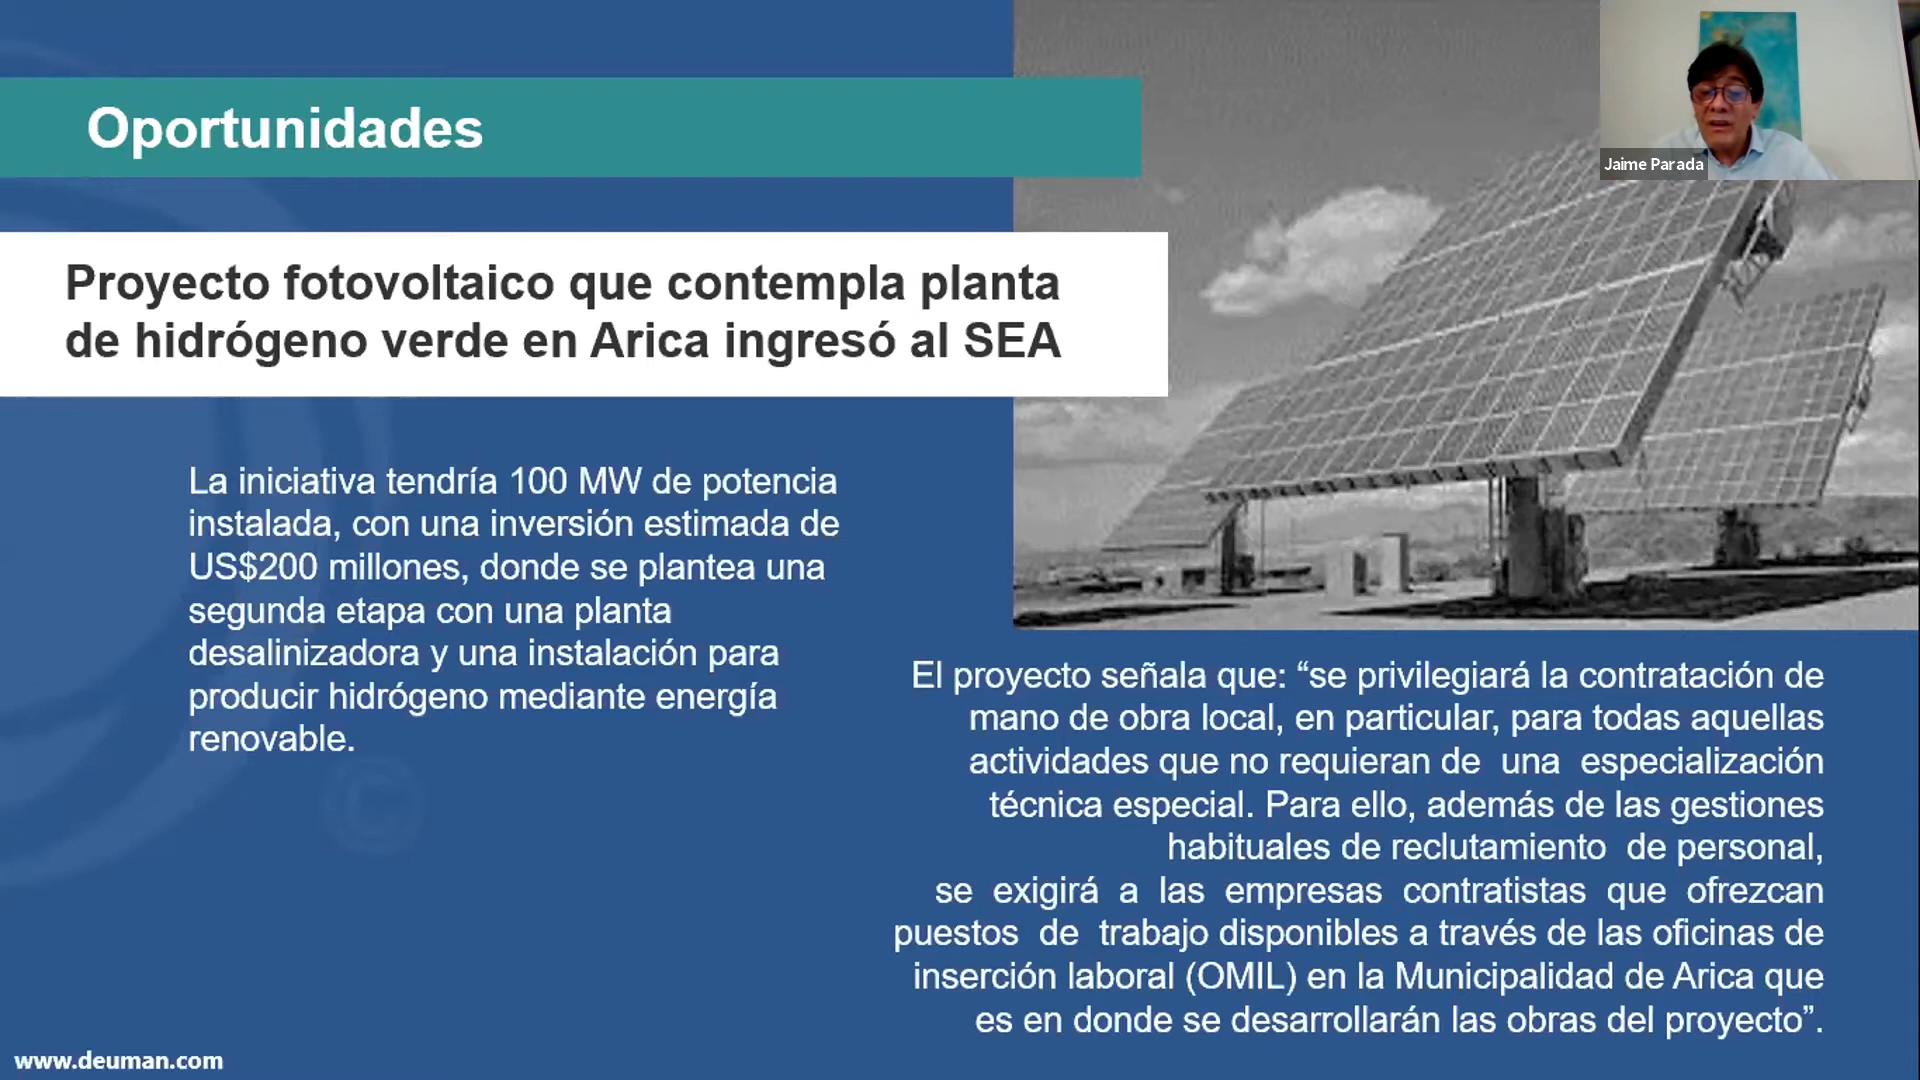 Oportunidades
Jaime Parada
Proyecto fotovoltaico que contempla planta
de hidrógeno verde en Arica ingresó al SEA
La iniciativa tendría 100 MW de potencia
instalada, con una inversión estimada de
US$200 millones, donde se plantea una
segunda etapa con una planta
desalinizadora y una instalación para
producir hidrógeno mediante energía
renovable.
©
El proyecto señala que: “se privilegiará la contratación de
mano de obra local, en particular, para todas aquellas
actividades que no requieran de una especialización
técnica especial. Para ello, además de las gestiones
habituales de reclutamiento de personal,
se exigirá a las empresas contratistas que ofrezcan
puestos de trabajo disponibles a través de las oficinas de
inserción laboral (OMIL) en la Municipalidad de Arica que
es en donde se desarrollarán las obras del proyecto”.
www.deuman.com